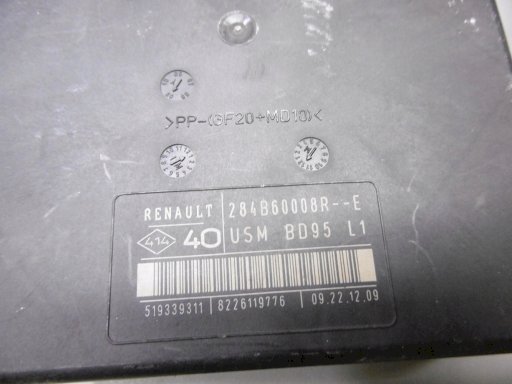 >PP-(GF20+MD10)<
RENAULT 284B60008R--E
414 40 USM BD95 L1
519339311 8226119776 09.22.12.09